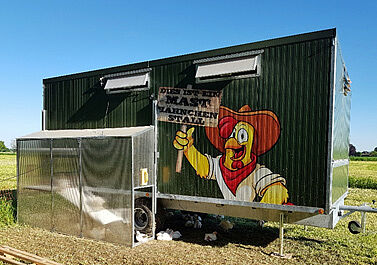 DIES IST EIN
MAST
HÄHNCHEN
STALL